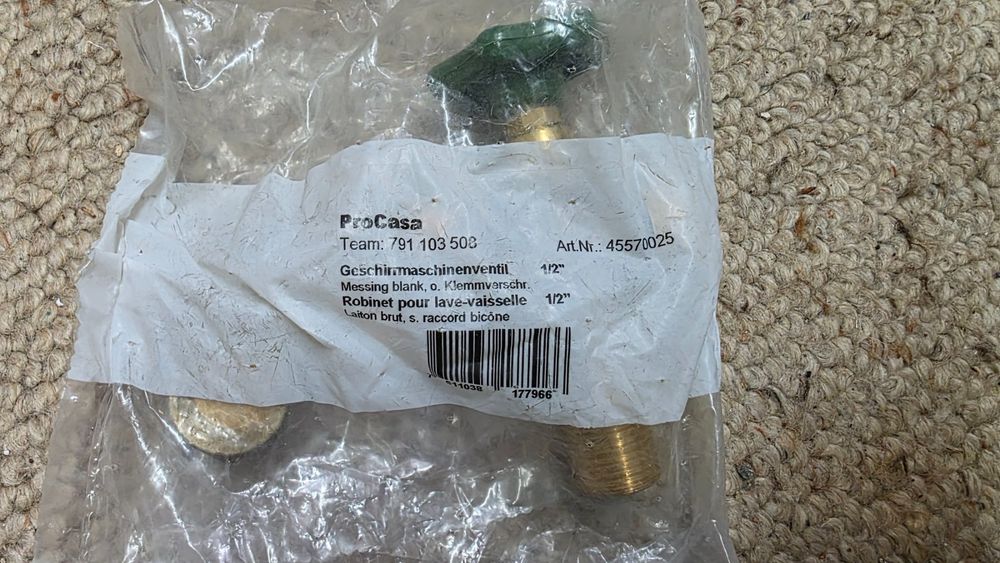 ProCasa
Team: 791 103 508 Art.Nr.: 45570025
Geschirrmaschinenventil 1/2"
Messing blank, o. Klemmverschr.
Robinet pour lave-vaisselle 1/2"
Laiton brut, s. raccord bicône
611038 177966